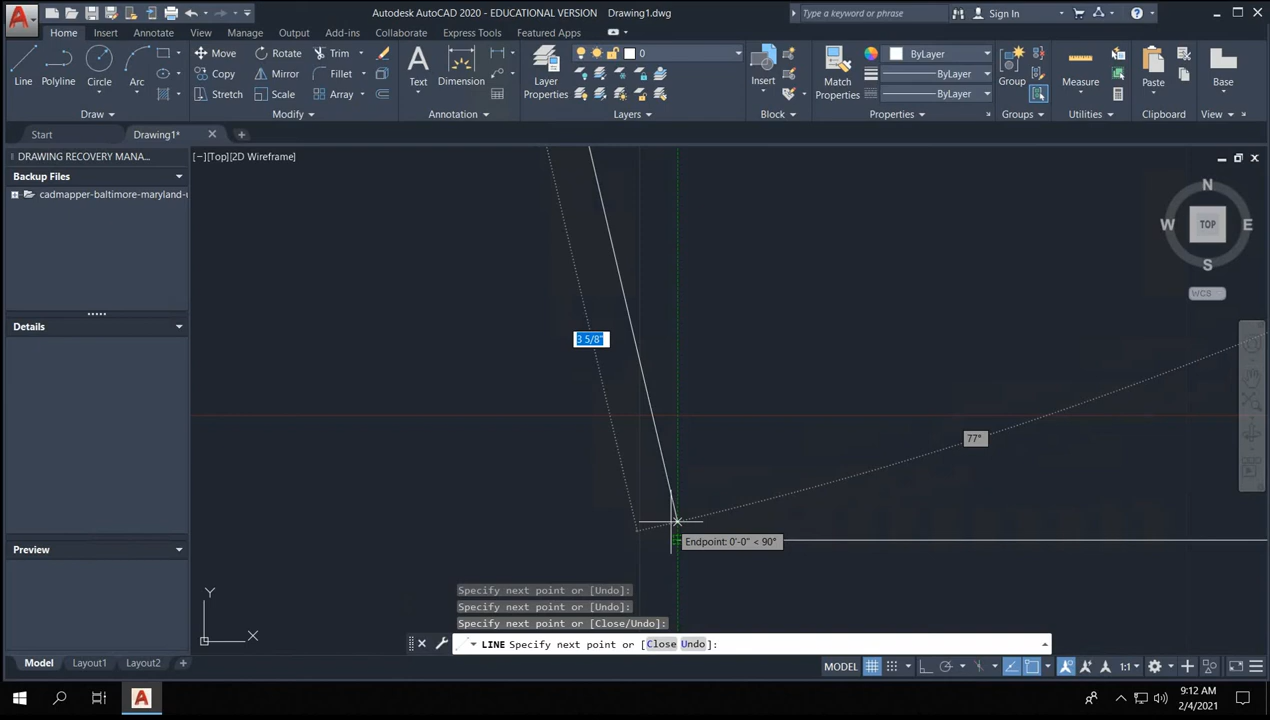 Autodesk AutoCAD 2020 - EDUCATIONAL VERSION Drawing1.dwg
Type a keyword or phrase
Sign In
Home Insert Annotate View Manage Output Add-ins Collaborate Express Tools Featured Apps
Line Polyline Circle Arc
Move Rotate Trim
Copy Mirror Fillet
Stretch Scale Array
Text Dimension
Layer Properties
0
Insert
Match Properties
ByLayer
ByLayer
ByLayer
Group
Measure
Paste
Base
Draw Modify Annotation Layers Block Properties Groups Utilities Clipboard View
Start Drawing1*
DRAWING RECOVERY MANA...
[−][Top][2D Wireframe]
Backup Files
cadmapper-baltimore-maryland-u
Details
Preview
N
W TOP E
S
WCS
3 5/8"
77°
Endpoint: 0'-0" < 90°
Y
X
Specify next point or [Undo]:
Specify next point or [Undo]:
Specify next point or [Close/Undo]:
LINE Specify next point or [Close Undo]:
Model Layout1 Layout2
MODEL
1:1
9:12 AM
2/4/2021